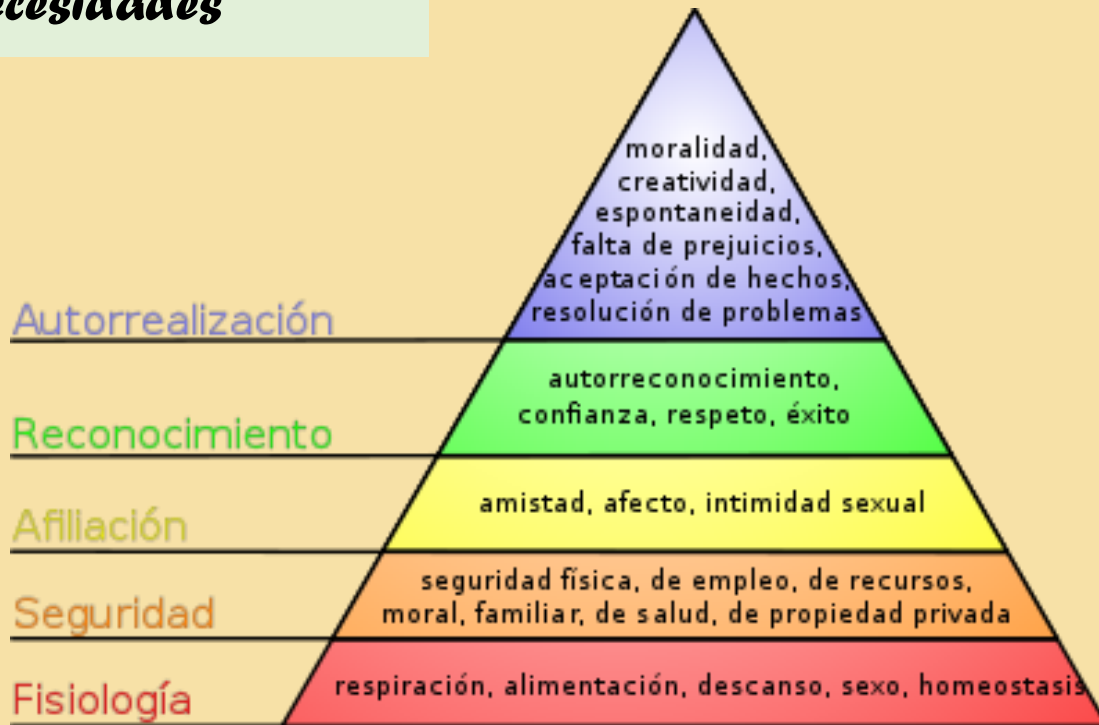 ecesidades
moralidad,
creatividad,
espontaneidad,
falta de prejuicios,
aceptación de hechos,
resolución de problemas
Autorrealización
autorreconocimiento,
confianza, respeto, éxito
Reconocimiento
amistad, afecto, intimidad sexual
Afiliación
seguridad física, de empleo, de recursos,
moral, familiar, de salud, de propiedad privada
Seguridad
respiración, alimentación, descanso, sexo, homeostasis
Fisiología